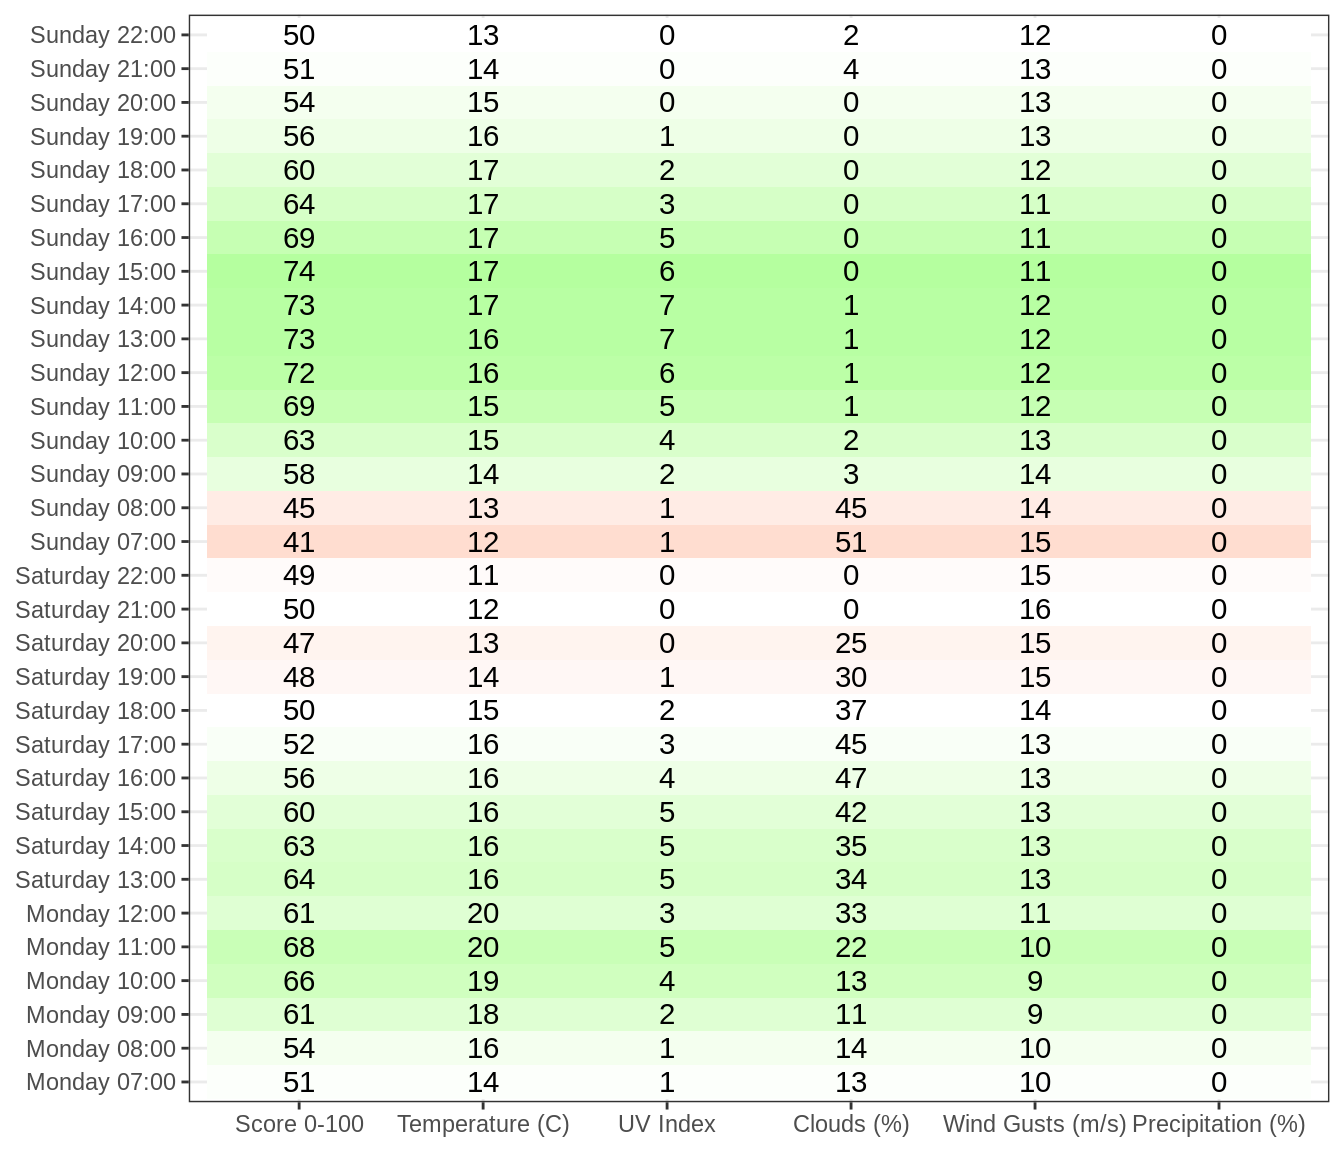 Sunday 22:00 50 13 0 2 12 0
Sunday 21:00 51 14 0 4 13 0
Sunday 20:00 54 15 0 0 13 0
Sunday 19:00 56 16 1 0 13 0
Sunday 18:00 60 17 2 0 12 0
Sunday 17:00 64 17 3 0 11 0
Sunday 16:00 69 17 5 0 11 0
Sunday 15:00 74 17 6 0 11 0
Sunday 14:00 73 17 7 1 12 0
Sunday 13:00 73 16 7 1 12 0
Sunday 12:00 72 16 6 1 12 0
Sunday 11:00 69 15 5 1 12 0
Sunday 10:00 63 15 4 2 13 0
Sunday 09:00 58 14 2 3 14 0
Sunday 08:00 45 13 1 45 14 0
Sunday 07:00 41 12 1 51 15 0
Saturday 22:00 49 11 0 0 15 0
Saturday 21:00 50 12 0 0 16 0
Saturday 20:00 47 13 0 25 15 0
Saturday 19:00 48 14 1 30 15 0
Saturday 18:00 50 15 2 37 14 0
Saturday 17:00 52 16 3 45 13 0
Saturday 16:00 56 16 4 47 13 0
Saturday 15:00 60 16 5 42 13 0
Saturday 14:00 63 16 5 35 13 0
Saturday 13:00 64 16 5 34 13 0
Monday 12:00 61 20 3 33 11 0
Monday 11:00 68 20 5 22 10 0
Monday 10:00 66 19 4 13 9 0
Monday 09:00 61 18 2 11 9 0
Monday 08:00 54 16 1 14 10 0
Monday 07:00 51 14 1 13 10 0
Score 0-100 Temperature (C) UV Index Clouds (%) Wind Gusts (m/s) Precipitation (%)